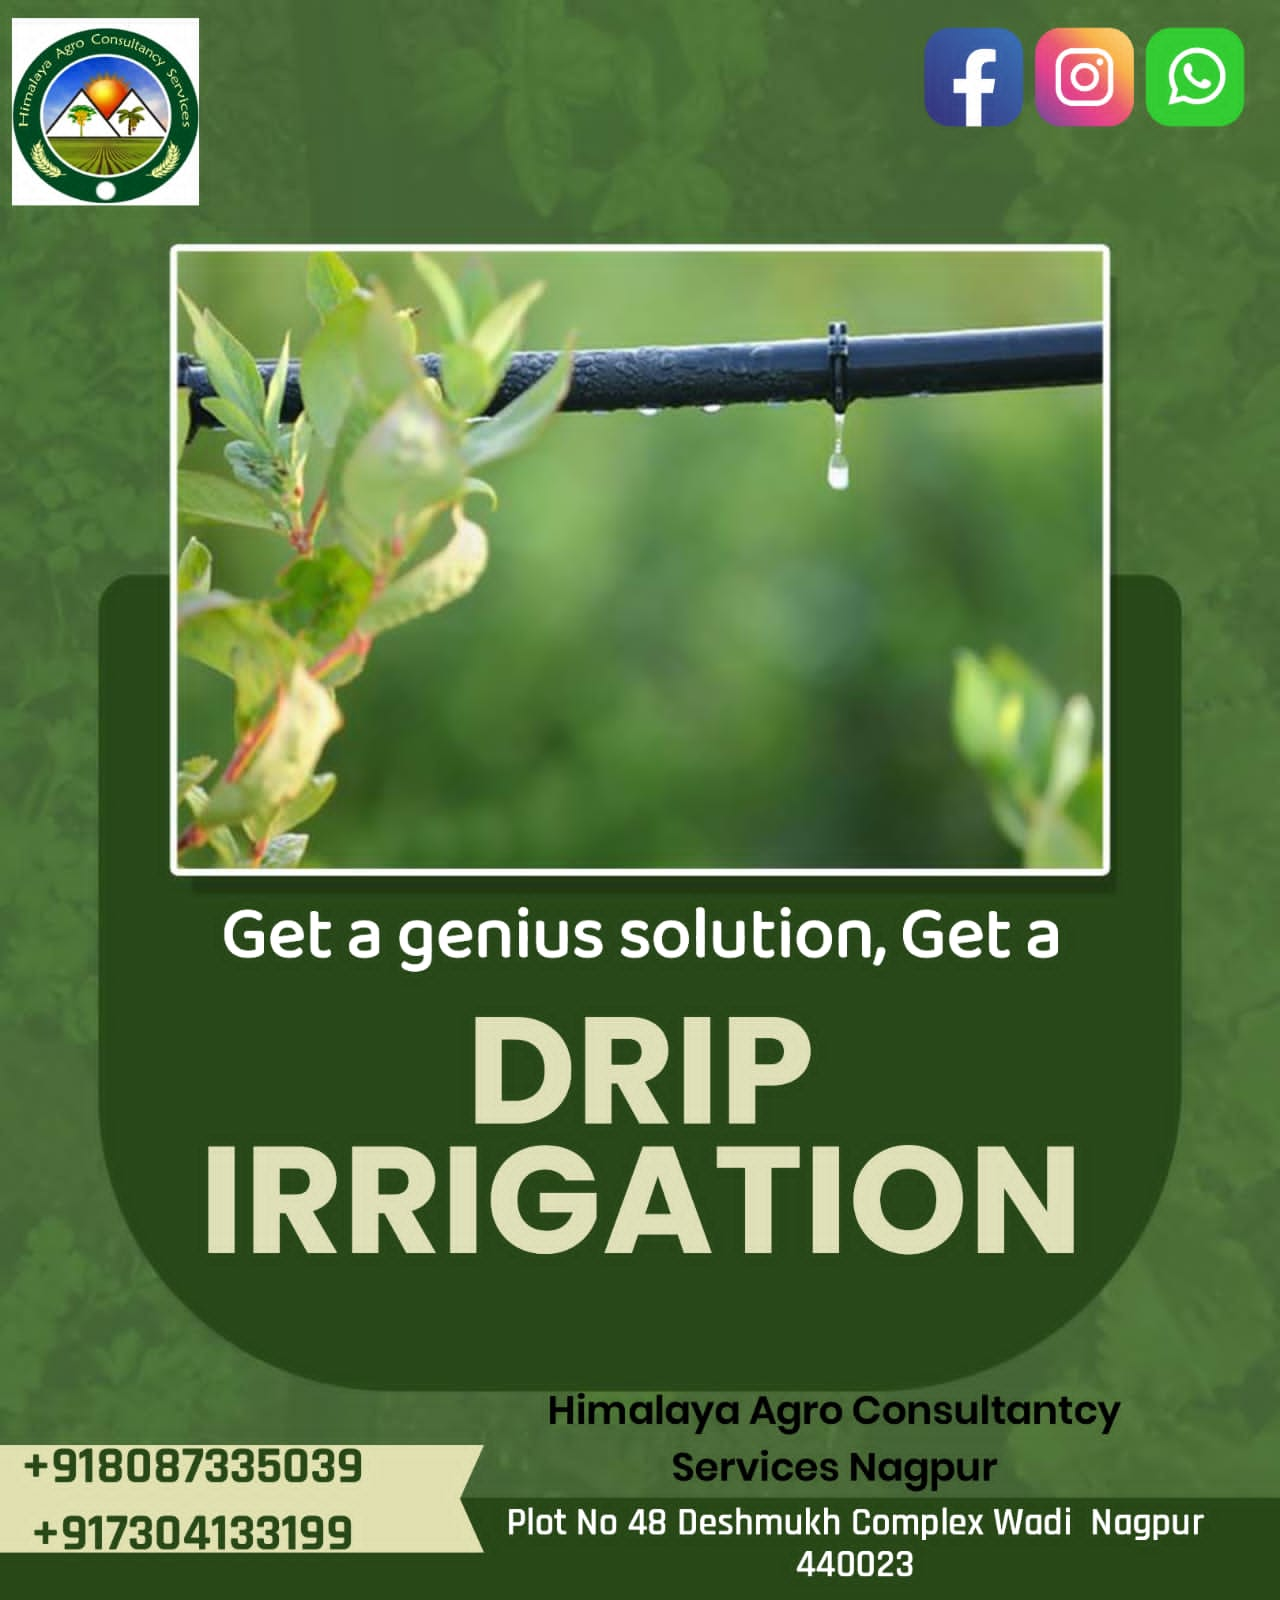 Himalaya Agro Consultancy Services
Get a genius solution, Get a
DRIP
IRRIGATION
Himalaya Agro Consultantcy
Services Nagpur
+918087335039
+917304133199
Plot No 48 Deshmukh Complex Wadi Nagpur
440023